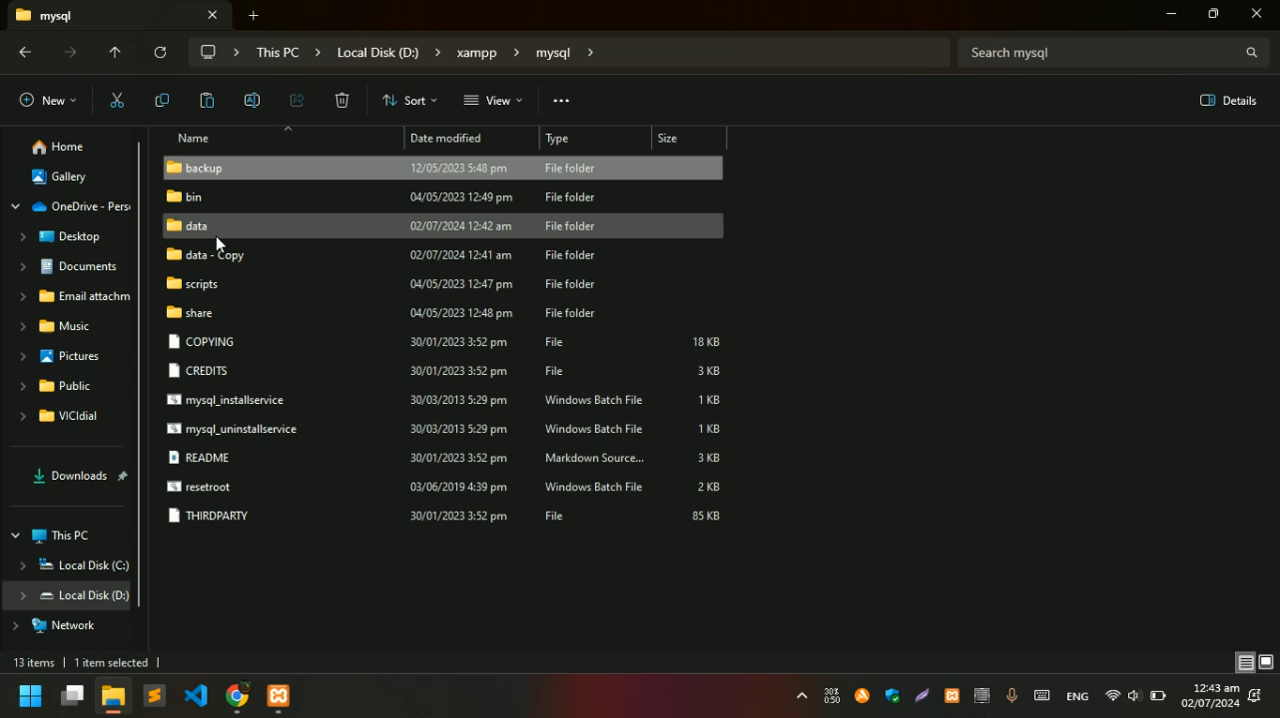 mysql
This PC
Local Disk (D:)
xampp
mysql
Search mysql
New
Sort
View
Details
Name
Date modified
Type
Size
Home
Gallery
OneDrive - Pers
Desktop
Documents
Email attachm
Music
Pictures
Public
VICIdial
Downloads
This PC
Local Disk (C:)
Local Disk (D:)
Network
backup 12/05/2023 5:48 pm File folder
bin 04/05/2023 12:49 pm File folder
data 02/07/2024 12:42 am File folder
data - Copy 02/07/2024 12:41 am File folder
scripts 04/05/2023 12:47 pm File folder
share 04/05/2023 12:48 pm File folder
COPYING 30/01/2023 3:52 pm File 18 KB
CREDITS 30/01/2023 3:52 pm File 3 KB
mysql_installservice 30/03/2013 5:29 pm Windows Batch File 1 KB
mysql_uninstallservice 30/03/2013 5:29 pm Windows Batch File 1 KB
README 30/01/2023 3:52 pm Markdown Source... 3 KB
resetroot 03/06/2019 4:39 pm Windows Batch File 2 KB
THIRDPARTY 30/01/2023 3:52 pm File 85 KB
13 items
1 item selected
30%
0:50
ENG
12:43 am
02/07/2024